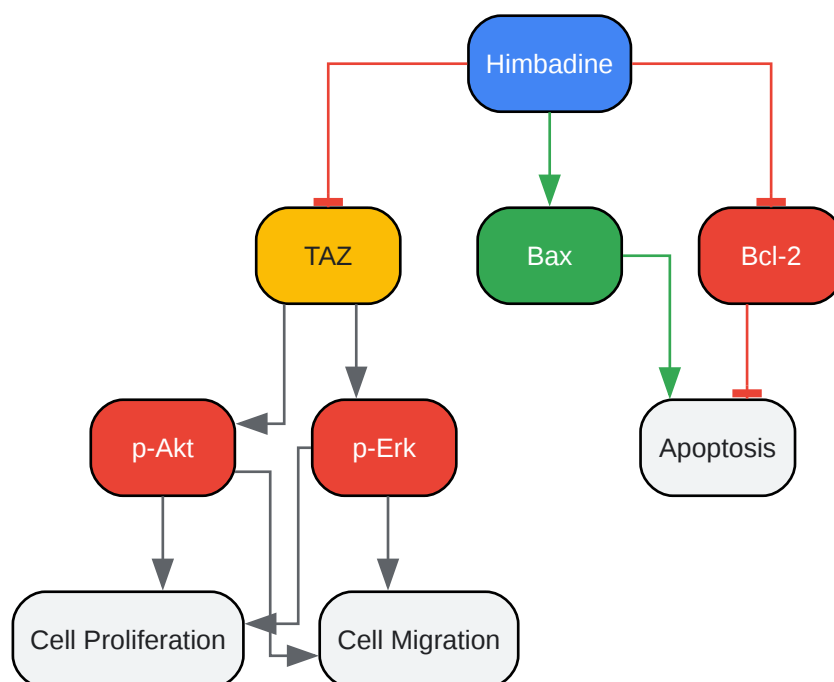 Himbadine
TAZ
Bax
Bcl-2
p-Akt
p-Erk
Apoptosis
Cell Proliferation
Cell Migration